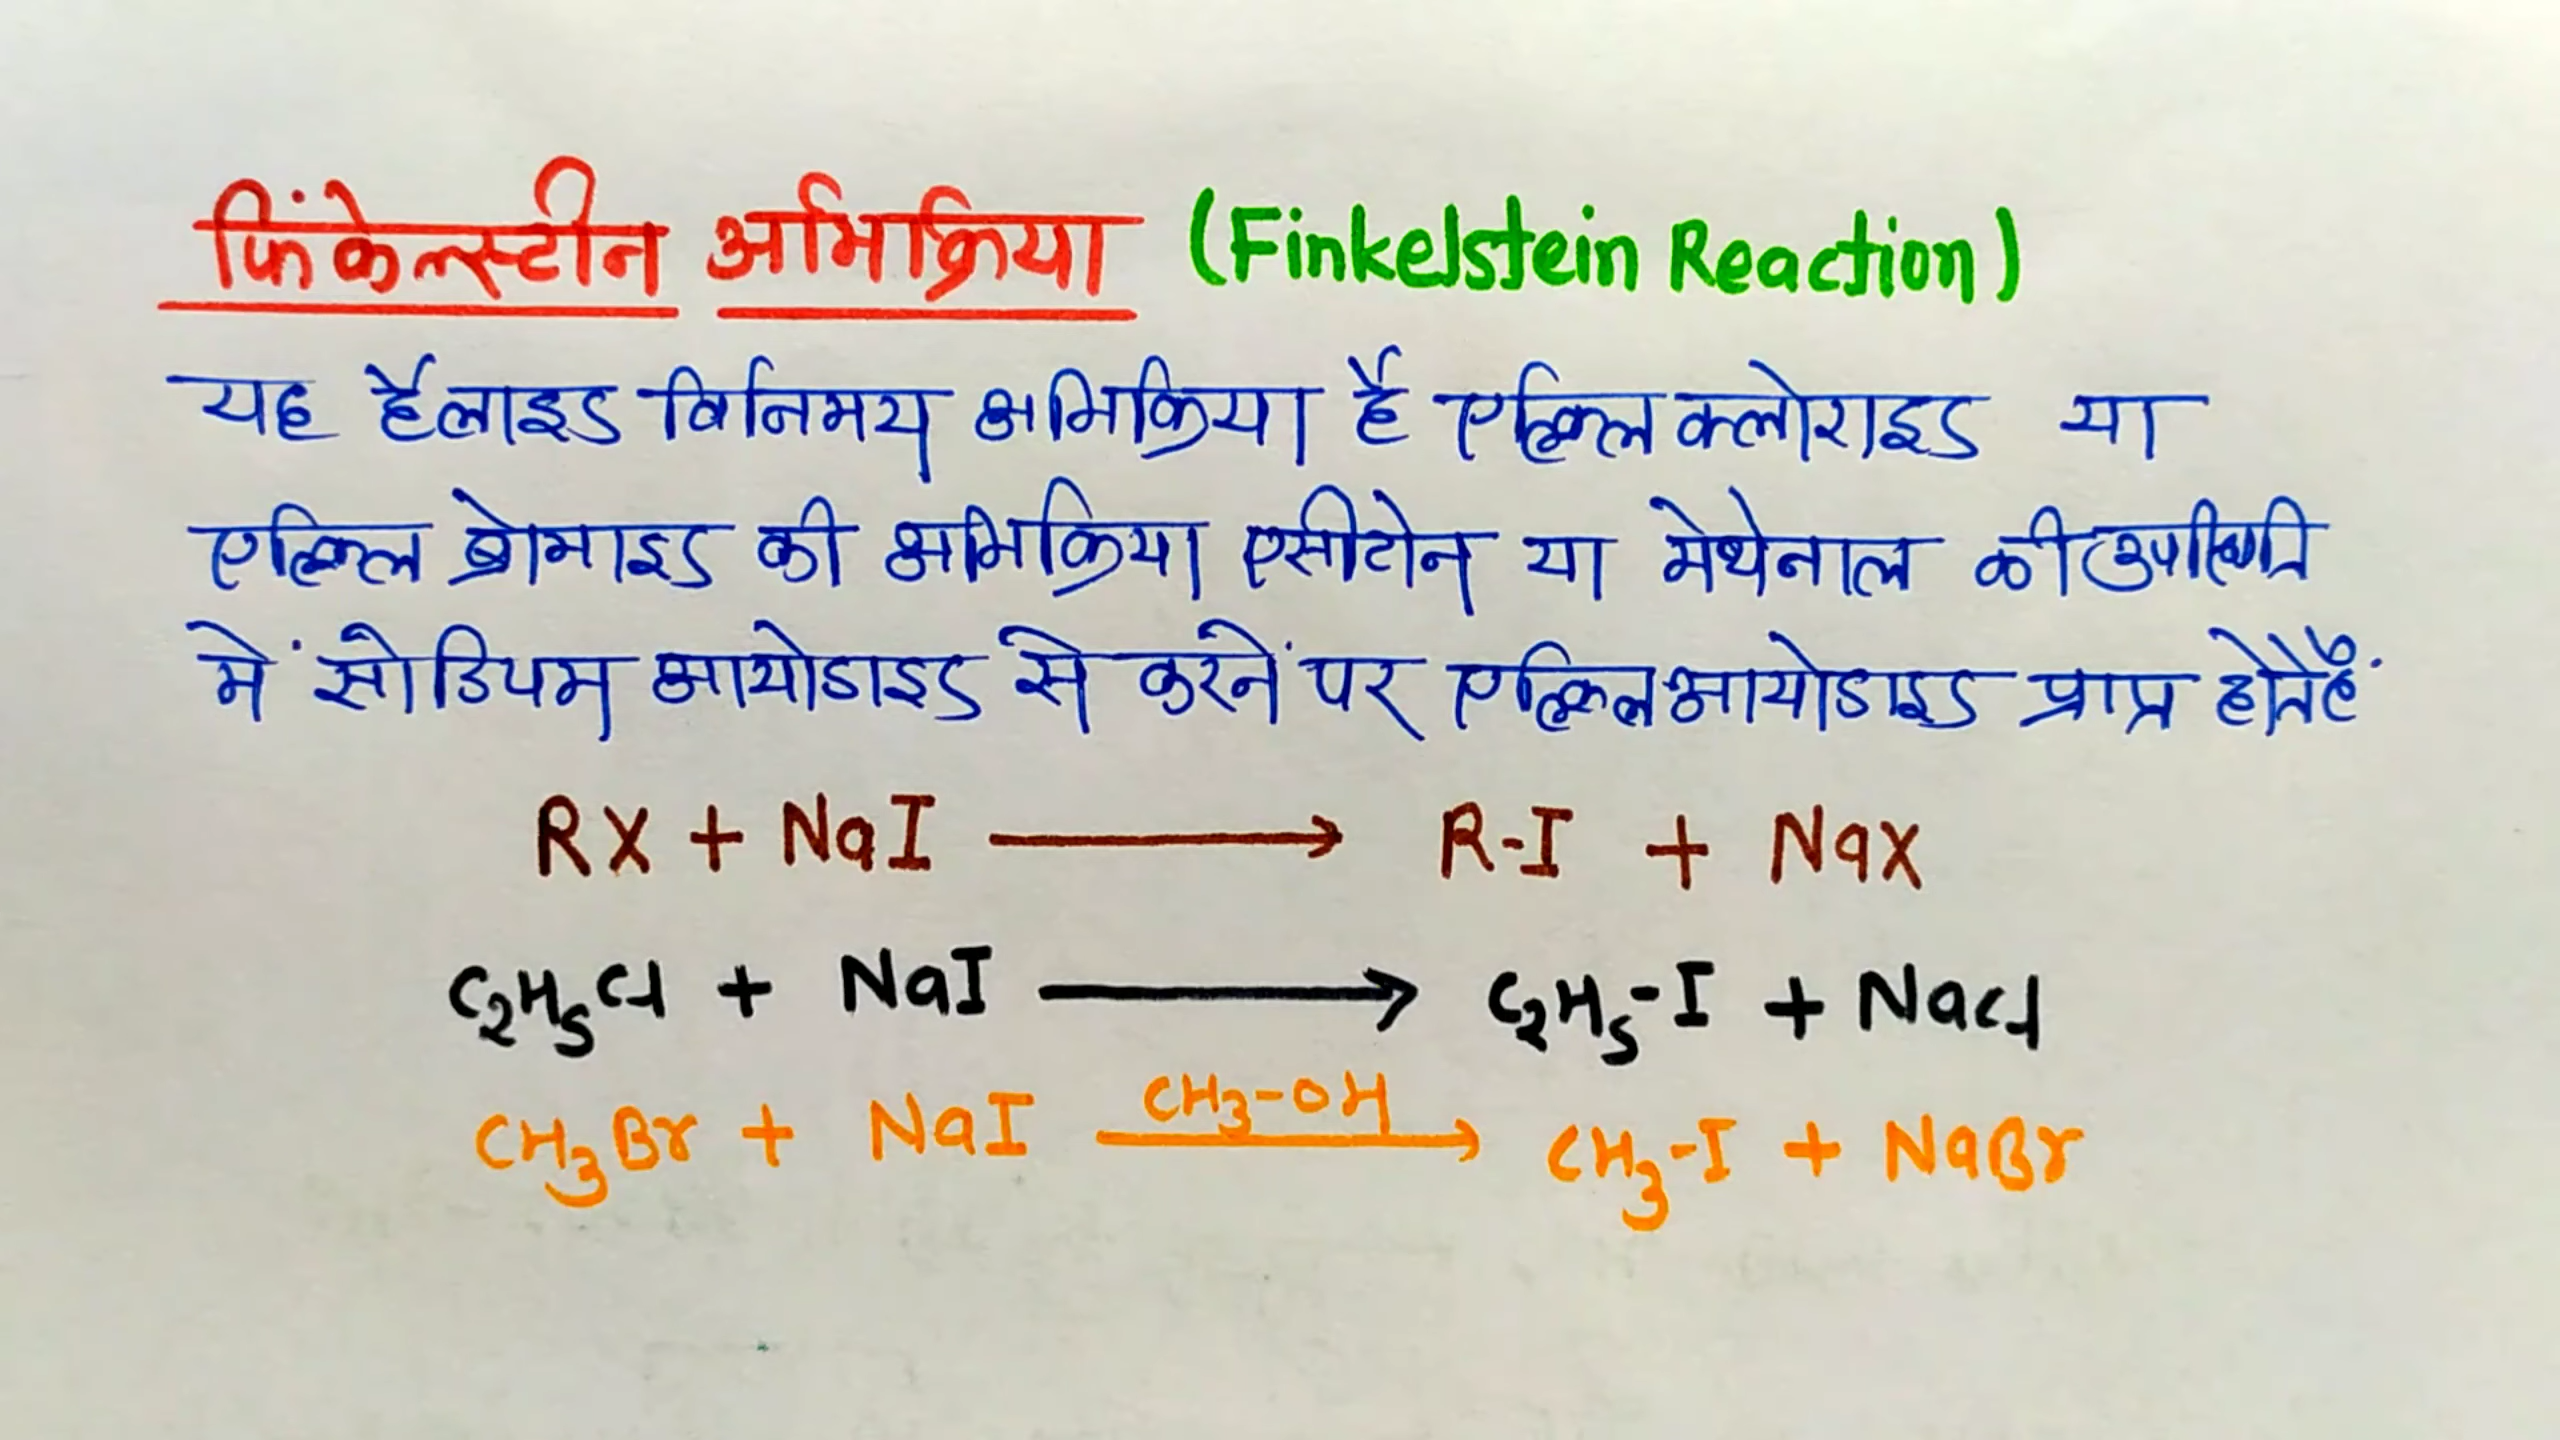 फिंकेल्स्टीन अभिक्रिया (Finkelstein Reaction)
यह हैलाइड विनिमय अभिक्रिया है एल्किल क्लोराइड या
एल्किल ब्रोमाइड की अभिक्रिया एसीटोन या मेथेनाल की उपस्थिति
में सोडियम आयोडाइड से करनें पर एल्किल आयोडाइड प्राप्त होते हैं
RX + NaI ⟶ R-I + NaX
C₂H₅Cl + NaI ⟶ C₂H₅-I + NaCl
CH₃-OH
CH₃Br + NaI ⟶ CH₃-I + NaBr